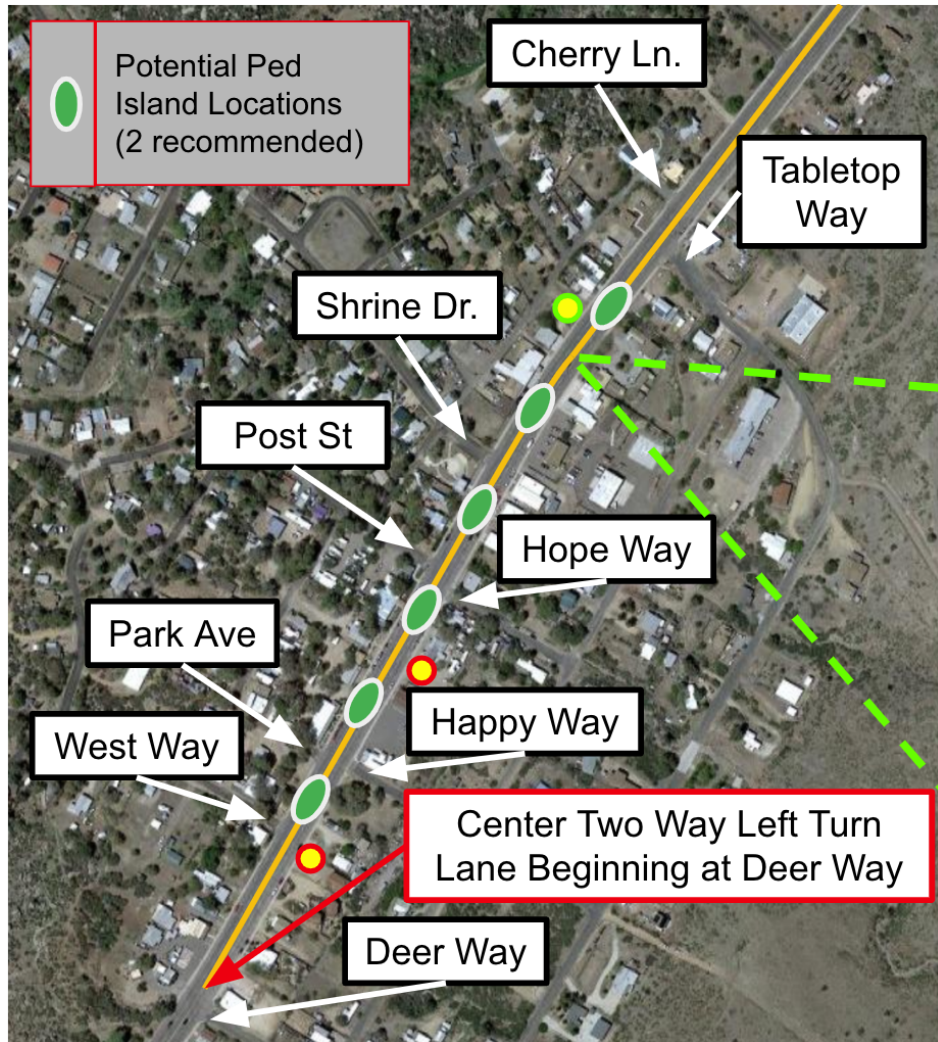 Potential Ped
Island Locations
(2 recommended)
Cherry Ln.
Tabletop
Way
Shrine Dr.
Post St
Hope Way
Park Ave
Happy Way
West Way
Center Two Way Left Turn
Lane Beginning at Deer Way
Deer Way